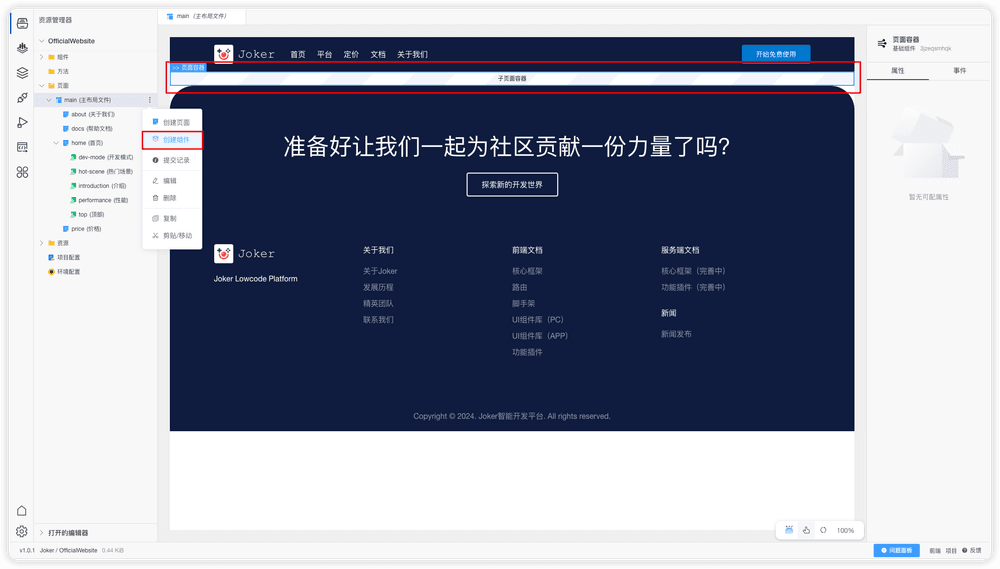 资源管理器
main (主布局文件)
OfficialWebsite
组件
方法
页面
main (主布局文件)
about (关于我们)
docs (帮助文档)
home (首页)
dev-mode (开发模式)
hot-scene (热门场景)
introduction (介绍)
performance (性能)
top (顶部)
price (价格)
资源
项目配置
环境配置
打开的编辑器
创建页面
创建组件
提交记录
编辑
删除
复制
剪贴/移动
Joker
首页 平台 定价 文档 关于我们
开始免费使用
>> 页面容器
子页面容器
准备好让我们一起为社区贡献一份力量了吗?
探索新的开发世界
Joker
Joker Lowcode Platform
关于我们
关于Joker
发展历程
精英团队
联系我们
前端文档
核心框架
路由
脚手架
UI组件库（PC）
UI组件库（APP）
功能插件
服务端文档
核心框架（完善中）
功能插件（完善中）
新闻
新闻发布
Copyright © 2024. Joker智能开发平台. All rights reserved.
页面容器
基础组件
属性 事件
暂无可配属性
100%
v1.0.1 Joker / OfficialWebsite 0.44 KiB
问题面板 前端 项目 反馈